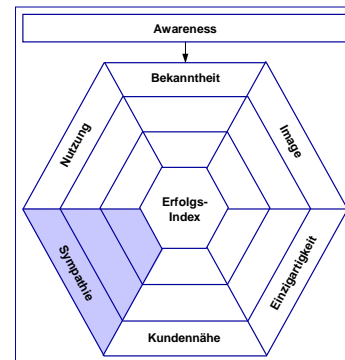 Awareness
Bekanntheit
Nutzung
Image
Erfolgs-
Index
Sympathie
Einzigartigkeit
Kundennähe